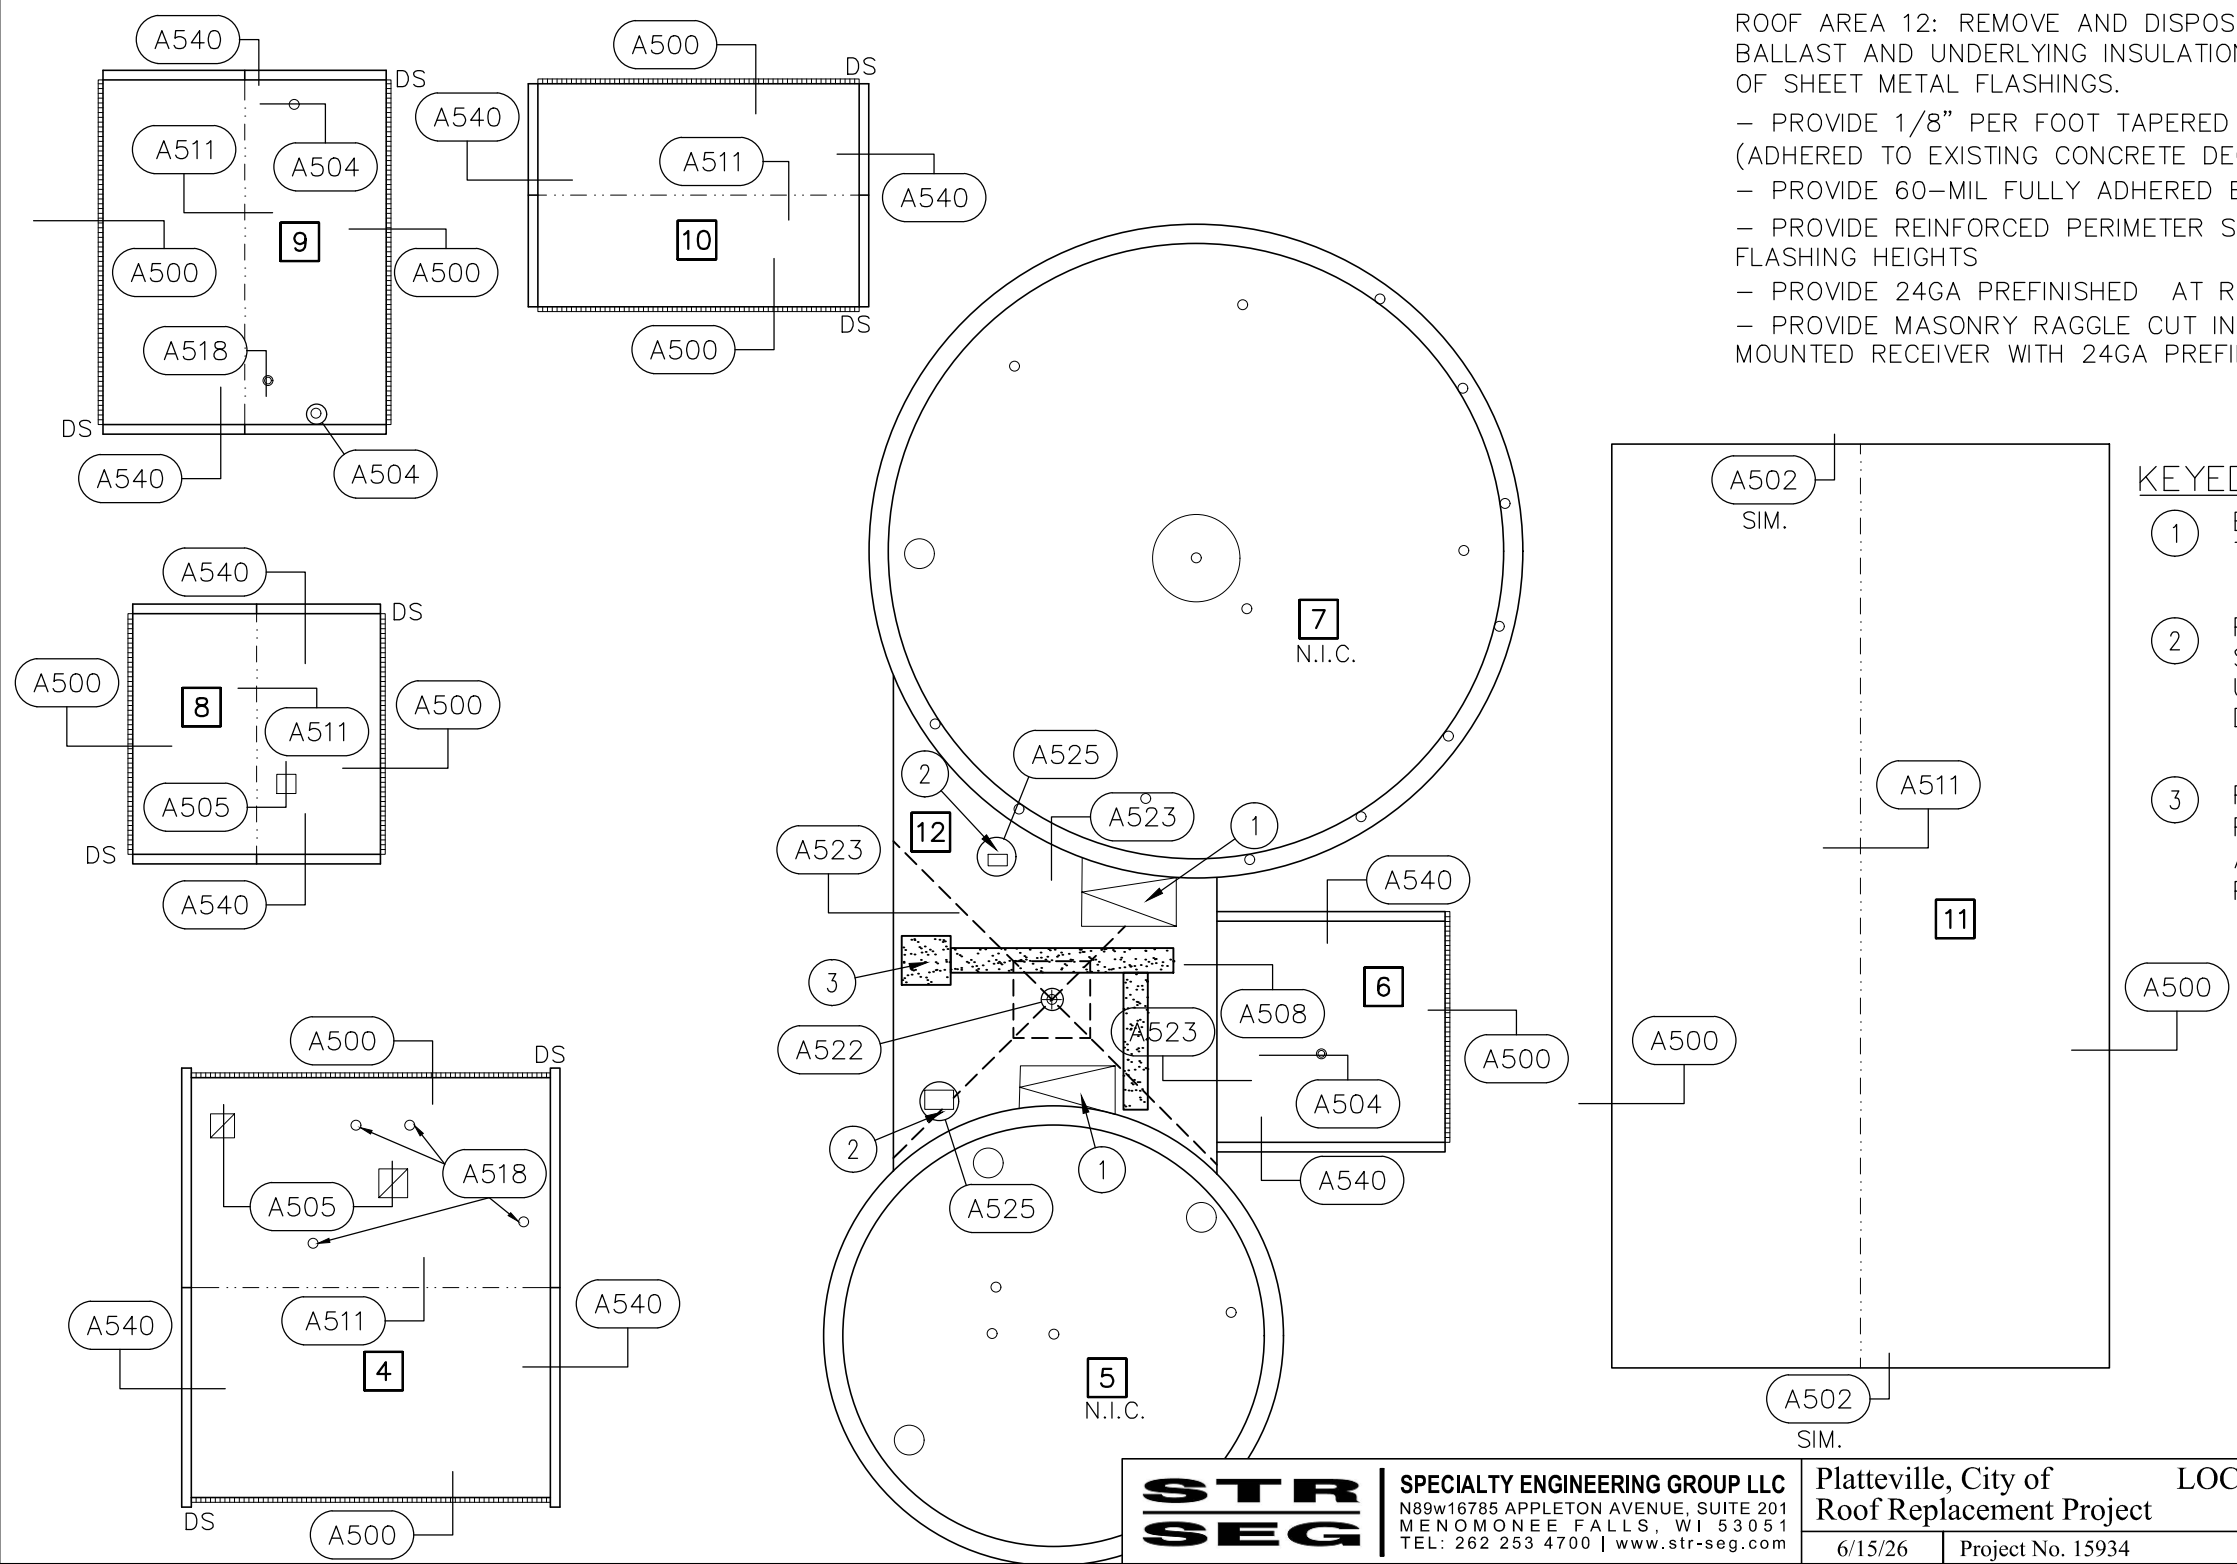 A540
DS
A511
A504
9
A500
A500
A518
DS
A540
A504
A500
DS
A540
A511
A540
10
A500
DS
ROOF AREA 12: REMOVE AND DISPOS
BALLAST AND UNDERLYING INSULATION
OF SHEET METAL FLASHINGS.
– PROVIDE 1/8" PER FOOT TAPERED
(ADHERED TO EXISTING CONCRETE DE
– PROVIDE 60–MIL FULLY ADHERED E
– PROVIDE REINFORCED PERIMETER S
FLASHING HEIGHTS
– PROVIDE 24GA PREFINISHED AT R
– PROVIDE MASONRY RAGGLE CUT IN
MOUNTED RECEIVER WITH 24GA PREFI
A540
DS
A500
8
A511
A500
A505
DS
A540
7
N.I.C.
2
A525
12
A523
A523
1
A540
3
6
A508
A522
A523
A500
A504
2
1
A540
A525
5
N.I.C.
A500
DS
A518
A505
A540
A511
A540
4
DS
A500
A502
SIM.
A511
11
A500
A500
A502
SIM.
KEYED
1
2
3
STR
SEG
SPECIALTY ENGINEERING GROUP LLC
N89w16785 APPLETON AVENUE, SUITE 201
MENOMONEE FALLS, WI 53051
TEL: 262 253 4700 | www.str-seg.com
Platteville, City of LOC
Roof Replacement Project
6/15/26 Project No. 15934